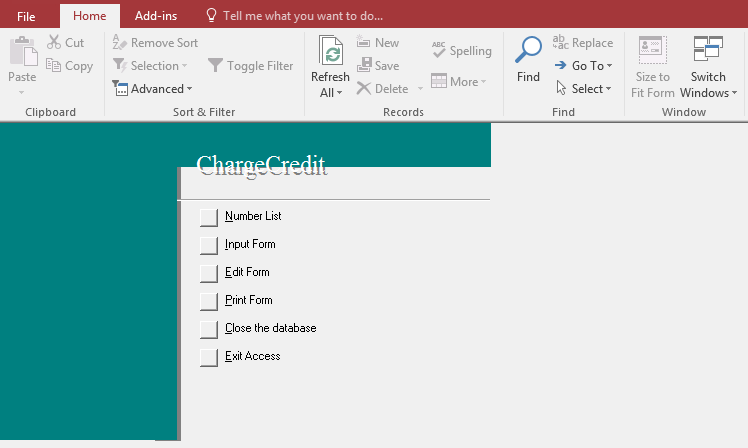 File Home Add-ins Tell me what you want to do...
Cut Remove Sort New Spelling Replace
Copy Selection Toggle Filter Save Go To
Paste Advanced Refresh All Delete More Find Select Size to Fit Form Switch Windows
Clipboard Sort & Filter Records Find Window
ChargeCredit
Number List
Input Form
Edit Form
Print Form
Close the database
Exit Access